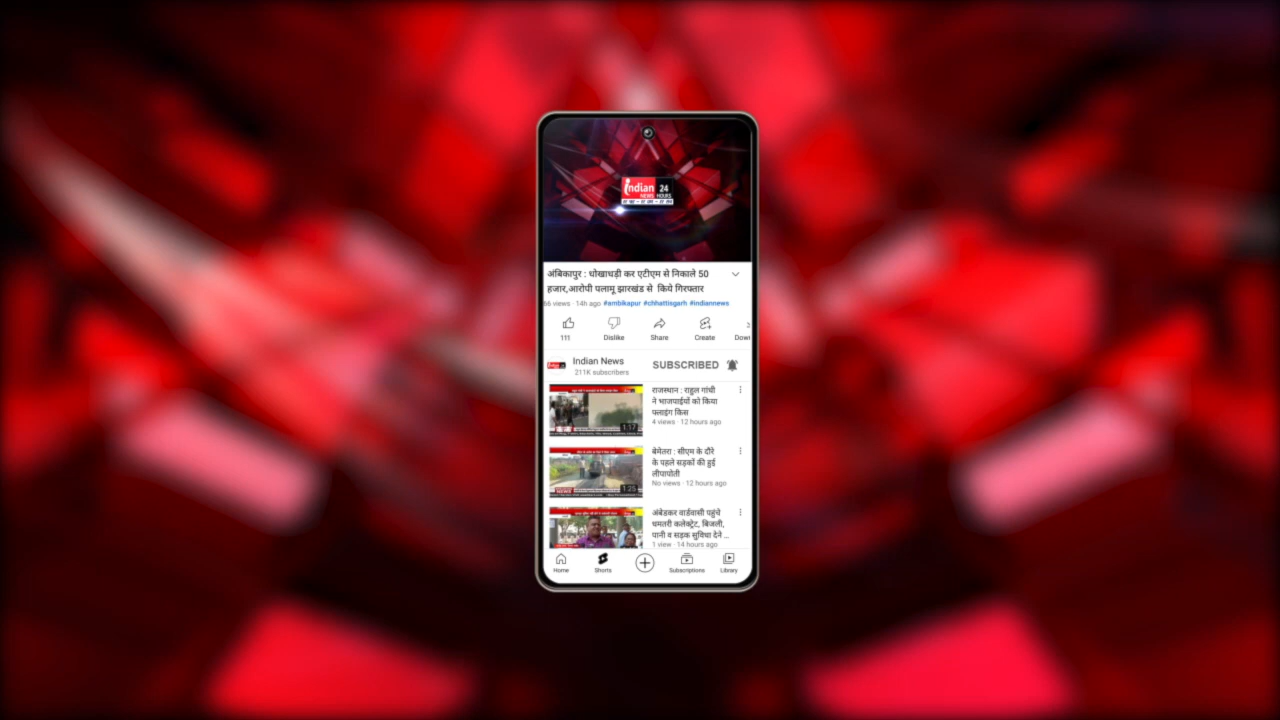 indian
24
NEWS HOURS
अंबिकापुर : धोखाधड़ी कर एटीएम से निकाले 50
हजार,आरोपी पलामू झारखंड से किये गिरफ्तार
66 views · 14h ago #ambikapur #chhattisgarh #indiannews
111
Dislike
Share
Create
Indian News
211K subscribers
SUBSCRIBED
राजस्थान : राहुल गांधी
ने भाजपाईयों को किया
फ्लाइंग किस
4 views · 12 hours ago
1:17
बेमेतरा : सीएम के दौरे
के पहले सड़कों की हुई
लीपापोती
No views · 12 hours ago
1:25
अंबेडकर वार्डवासी पहुंचे
धमतरी कलेक्ट्रेट, बिजली,
पानी व सड़क सुविधा देने ...
1 view · 14 hours ago
Home
Shorts
Subscriptions
Library